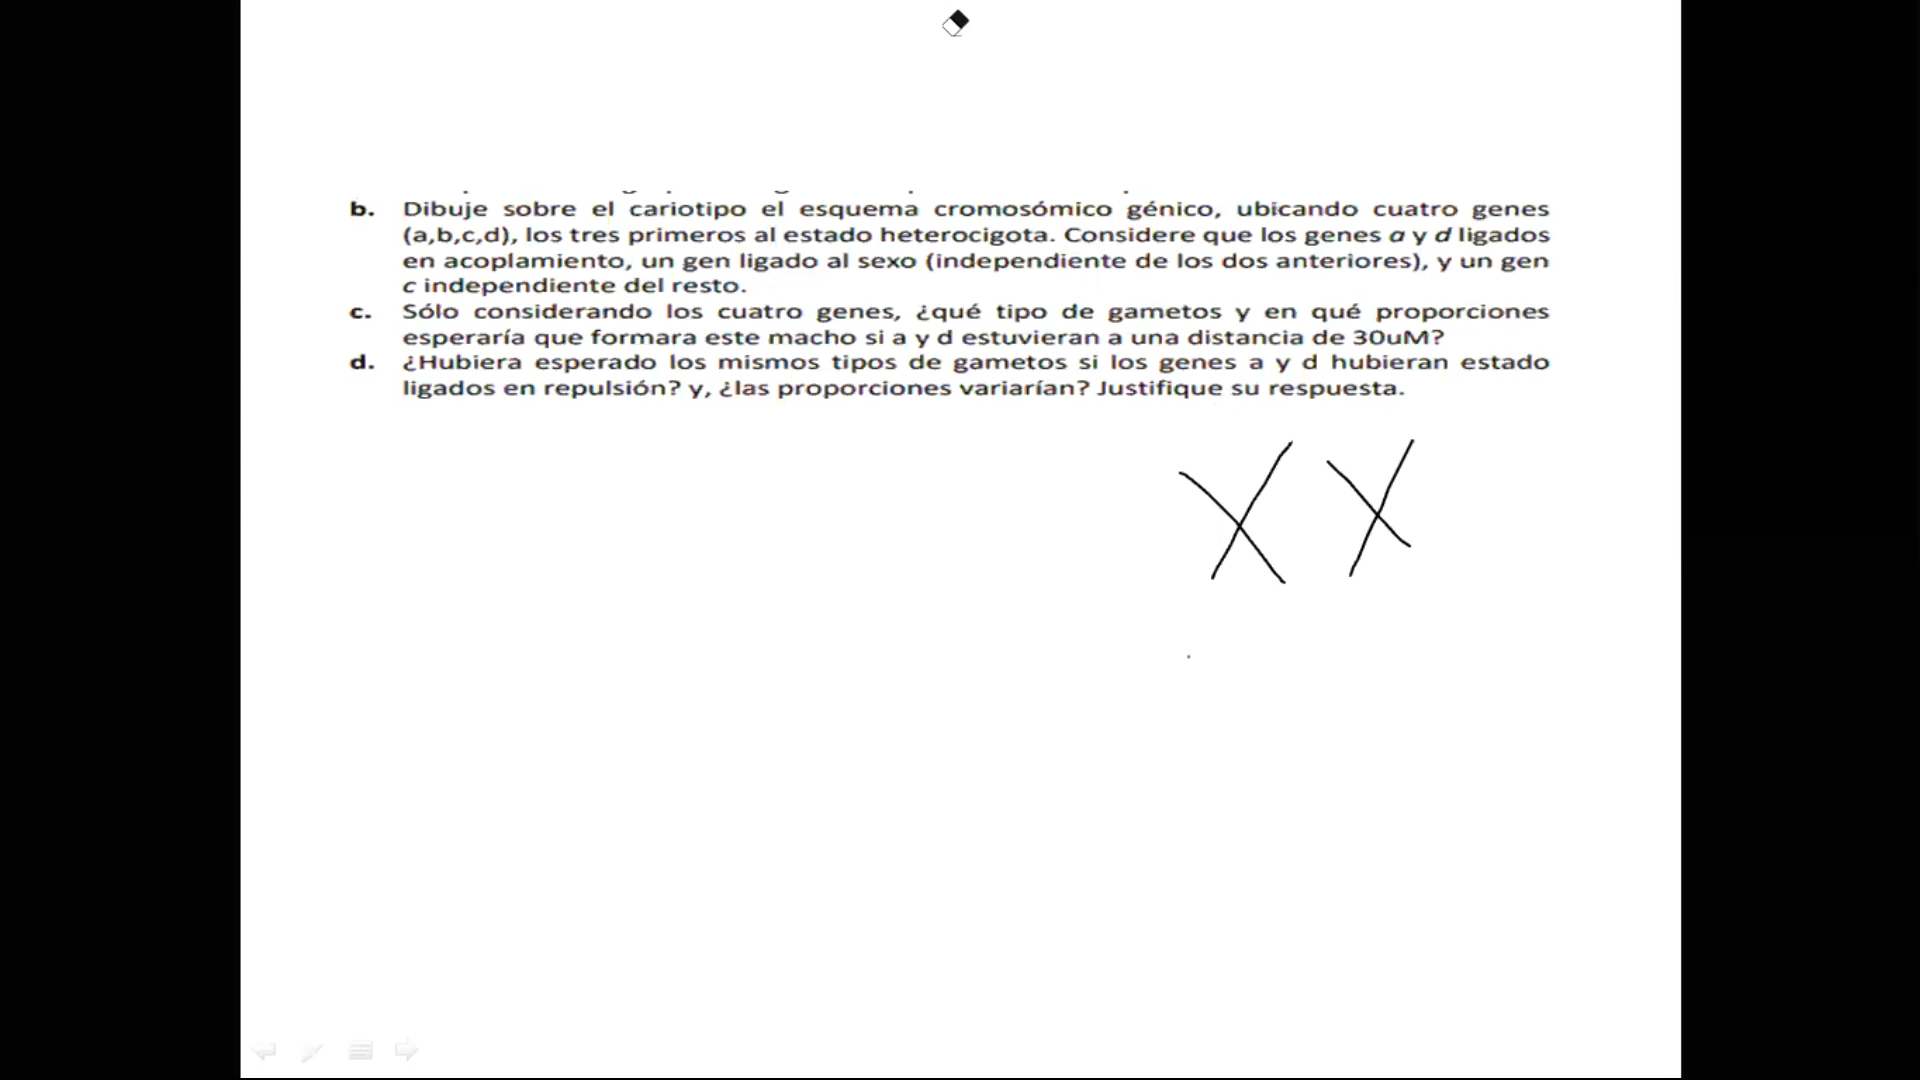 b. Dibuje sobre el cariotipo el esquema cromosómico génico, ubicando cuatro genes
(a,b,c,d), los tres primeros al estado heterocigota. Considere que los genes a y d ligados
en acoplamiento, un gen ligado al sexo (independiente de los dos anteriores), y un gen
c independiente del resto.
c. Sólo considerando los cuatro genes, ¿qué tipo de gametos y en qué proporciones
esperaría que formara este macho si a y d estuvieran a una distancia de 30uM?
d. ¿Hubiera esperado los mismos tipos de gametos si los genes a y d hubieran estado
ligados en repulsión? y, ¿las proporciones variarían? Justifique su respuesta.